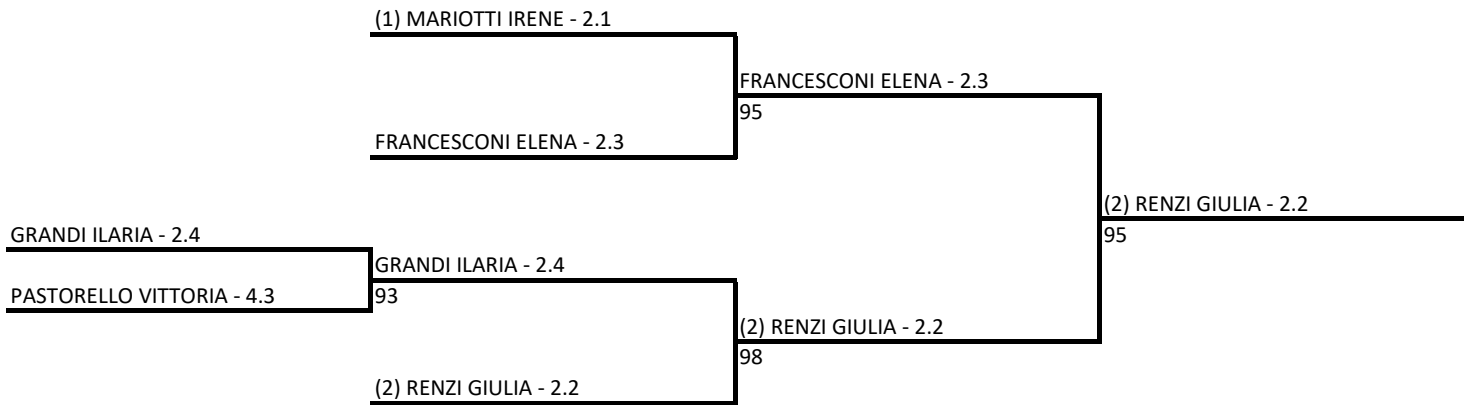 (1) MARIOTTI IRENE - 2.1
FRANCESCONI ELENA - 2.3
95
FRANCESCONI ELENA - 2.3
(2) RENZI GIULIA - 2.2
95
GRANDI ILARIA - 2.4
GRANDI ILARIA - 2.4
93
PASTORELLO VITTORIA - 4.3
(2) RENZI GIULIA - 2.2
98
(2) RENZI GIULIA - 2.2